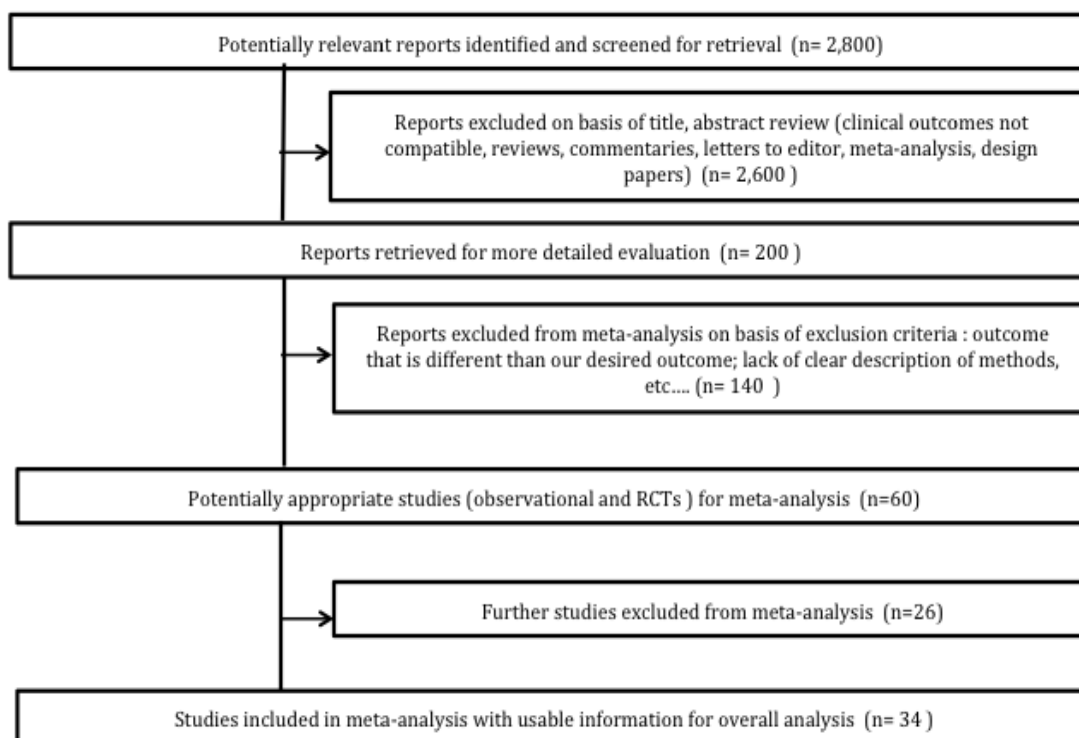 Potentially relevant reports identified and screened for retrieval (n= 2,800)
Reports excluded on basis of title, abstract review (clinical outcomes not
compatible, reviews, commentaries, letters to editor, meta-analysis, design
papers) (n= 2,600 )
Reports retrieved for more detailed evaluation (n= 200 )
Reports excluded from meta-analysis on basis of exclusion criteria : outcome
that is different than our desired outcome; lack of clear description of methods,
etc.... (n= 140 )
Potentially appropriate studies (observational and RCTs ) for meta-analysis (n=60)
Further studies excluded from meta-analysis (n=26)
Studies included in meta-analysis with usable information for overall analysis (n= 34 )